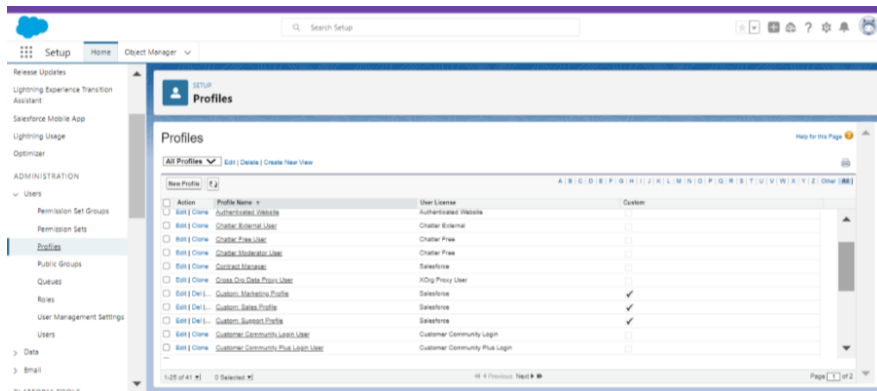 Search Setup
Setup Home Object Manager
Release Updates
Lightning Experience Transition
Assistant
Salesforce Mobile App
Lightning Usage
Optimizer
ADMINISTRATION
Users
Permission Set Groups
Permission Sets
Profiles
Public Groups
Queues
Roles
User Management Settings
Users
Data
Email
PLATFORM TOOLS
SETUP
Profiles
Profiles
Help for this Page
All Profiles Edit | Delete | Create New View
New Profile
A | B | C | D | E | F | G | H | I | J | K | L | M | N | O | P | Q | R | S | T | U | V | W | X | Y | Z | Other | All
Action Profile Name User License Custom
Edit | Clone Authenticated Website Authenticated Website
Edit | Clone Chatter External User Chatter External
Edit | Clone Chatter Free User Chatter Free
Edit | Clone Chatter Moderator User Chatter Free
Edit | Clone Contract Manager Salesforce
Edit | Clone Cross Org Data Proxy User XOrg Proxy User
Edit | Del | ... Custom: Marketing Profile Salesforce
Edit | Del | ... Custom: Sales Profile Salesforce
Edit | Del | ... Custom: Support Profile Salesforce
Edit | Clone Customer Community Login User Customer Community Login
Edit | Clone Customer Community Plus Login User Customer Community Plus Login
1-25 of 41 0 Selected Previous Next Page 1 of 2